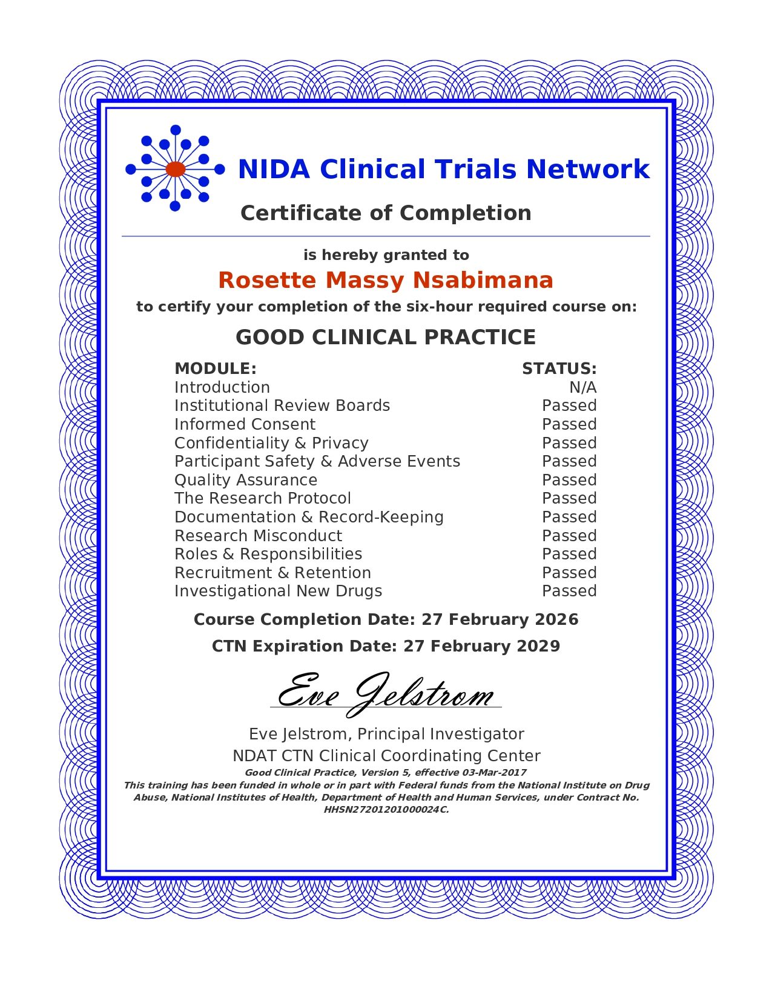 NIDA Clinical Trials Network
Certificate of Completion
is hereby granted to
Rosette Massy Nsabimana
to certify your completion of the six-hour required course on:
GOOD CLINICAL PRACTICE
MODULE: STATUS:
Introduction N/A
Institutional Review Boards Passed
Informed Consent Passed
Confidentiality & Privacy Passed
Participant Safety & Adverse Events Passed
Quality Assurance Passed
The Research Protocol Passed
Documentation & Record-Keeping Passed
Research Misconduct Passed
Roles & Responsibilities Passed
Recruitment & Retention Passed
Investigational New Drugs Passed
Course Completion Date: 27 February 2026
CTN Expiration Date: 27 February 2029
Eve Jelstrom
Eve Jelstrom, Principal Investigator
NDAT CTN Clinical Coordinating Center
Good Clinical Practice, Version 5, effective 03-Mar-2017
This training has been funded in whole or in part with Federal funds from the National Institute on Drug
Abuse, National Institutes of Health, Department of Health and Human Services, under Contract No.
HHSN27201201000024C.